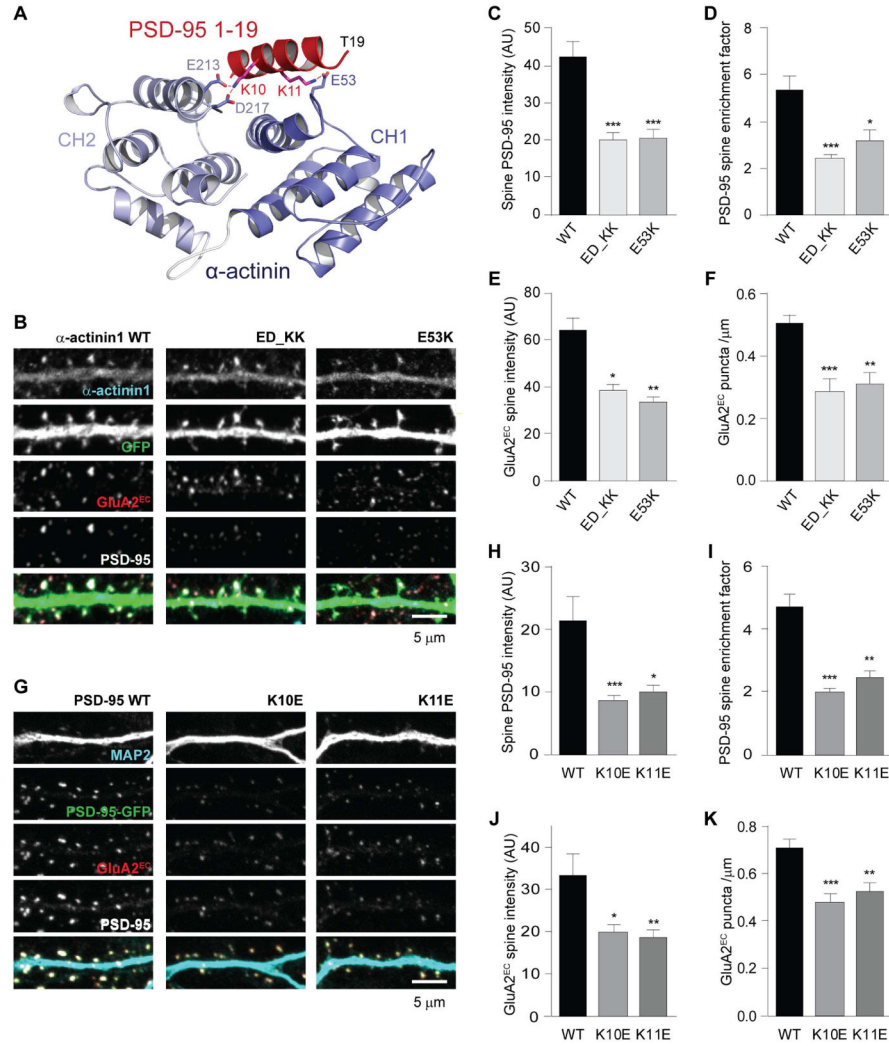 A
PSD-95 1-19
T19
E213
K10
K11
E53
D217
CH2
CH1
α-actinin
B
α-actinin1 WT
ED_KK
E53K
α-actinin1
GFP
GluA2EC
PSD-95
5 μm
G
PSD-95 WT
K10E
K11E
MAP2
PSD-95-GFP
GluA2EC
PSD-95
5 μm
C
Spine PSD-95 intensity (AU)
50
40
30
20
10
0
***
***
WT
ED_KK
E53K
D
PSD-95 spine enrichment factor
8
6
4
2
0
***
*
WT
ED_KK
E53K
E
GluA2EC spine intensity (AU)
80
60
40
20
0
*
**
WT
ED_KK
E53K
F
GluA2EC puncta /μm
0.6
0.4
0.2
0.0
***
**
WT
ED_KK
E53K
H
Spine PSD-95 intensity (AU)
30
20
10
0
***
*
WT K10E K11E
I
PSD-95 spine enrichment factor
6
4
2
0
***
**
WT K10E K11E
J
GluA2EC spine intensity (AU)
50
40
30
20
10
0
*
**
WT K10E K11E
K
GluA2EC puncta /μm
0.8
0.6
0.4
0.2
0.0
***
**
WT K10E K11E